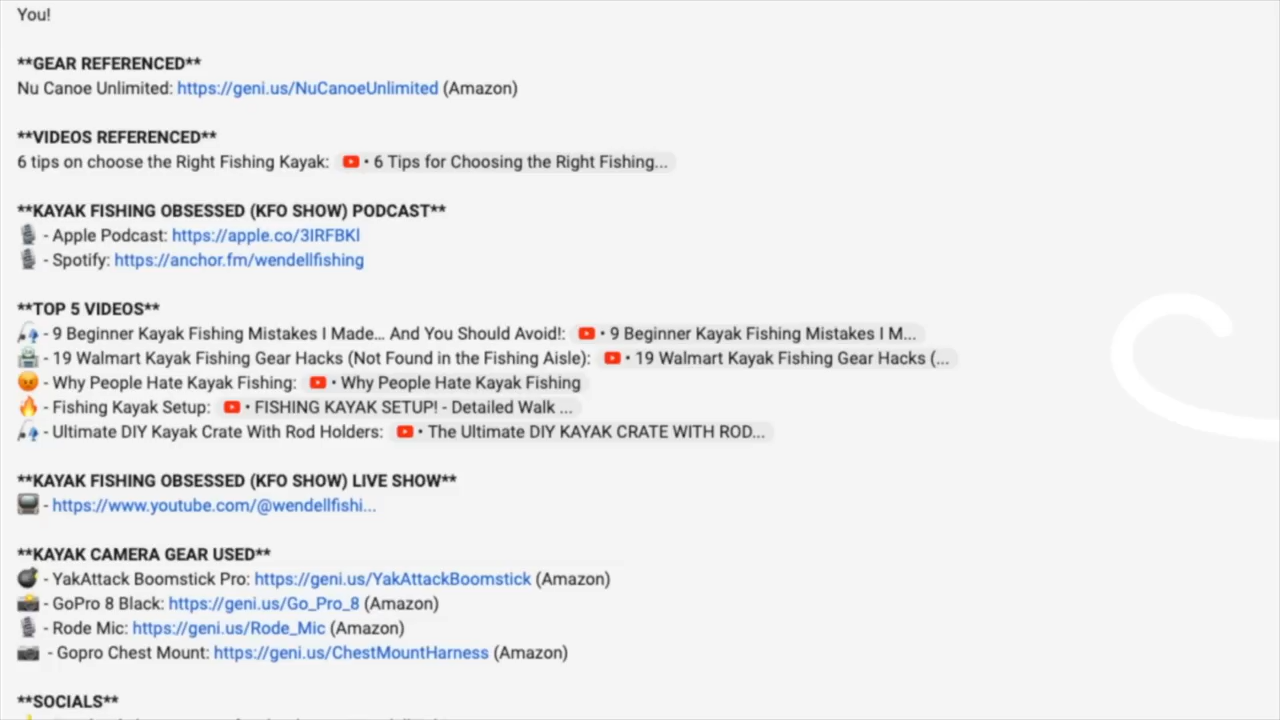 You!
**GEAR REFERENCED**
Nu Canoe Unlimited: https://geni.us/NuCanoeUnlimited (Amazon)
**VIDEOS REFERENCED**
6 tips on choose the Right Fishing Kayak: • 6 Tips for Choosing the Right Fishing...
**KAYAK FISHING OBSESSED (KFO SHOW) PODCAST**
- Apple Podcast: https://apple.co/3IRFBKl
- Spotify: https://anchor.fm/wendellfishing
**TOP 5 VIDEOS**
- 9 Beginner Kayak Fishing Mistakes I Made… And You Should Avoid!: • 9 Beginner Kayak Fishing Mistakes I M...
- 19 Walmart Kayak Fishing Gear Hacks (Not Found in the Fishing Aisle): • 19 Walmart Kayak Fishing Gear Hacks (...
- Why People Hate Kayak Fishing: • Why People Hate Kayak Fishing
- Fishing Kayak Setup: • FISHING KAYAK SETUP! - Detailed Walk ...
- Ultimate DIY Kayak Crate With Rod Holders: • The Ultimate DIY KAYAK CRATE WITH ROD...
**KAYAK FISHING OBSESSED (KFO SHOW) LIVE SHOW**
- https://www.youtube.com/@wendellfishi...
**KAYAK CAMERA GEAR USED**
- YakAttack Boomstick Pro: https://geni.us/YakAttackBoomstick (Amazon)
- GoPro 8 Black: https://geni.us/Go_Pro_8 (Amazon)
- Rode Mic: https://geni.us/Rode_Mic (Amazon)
- Gopro Chest Mount: https://geni.us/ChestMountHarness (Amazon)
**SOCIALS**